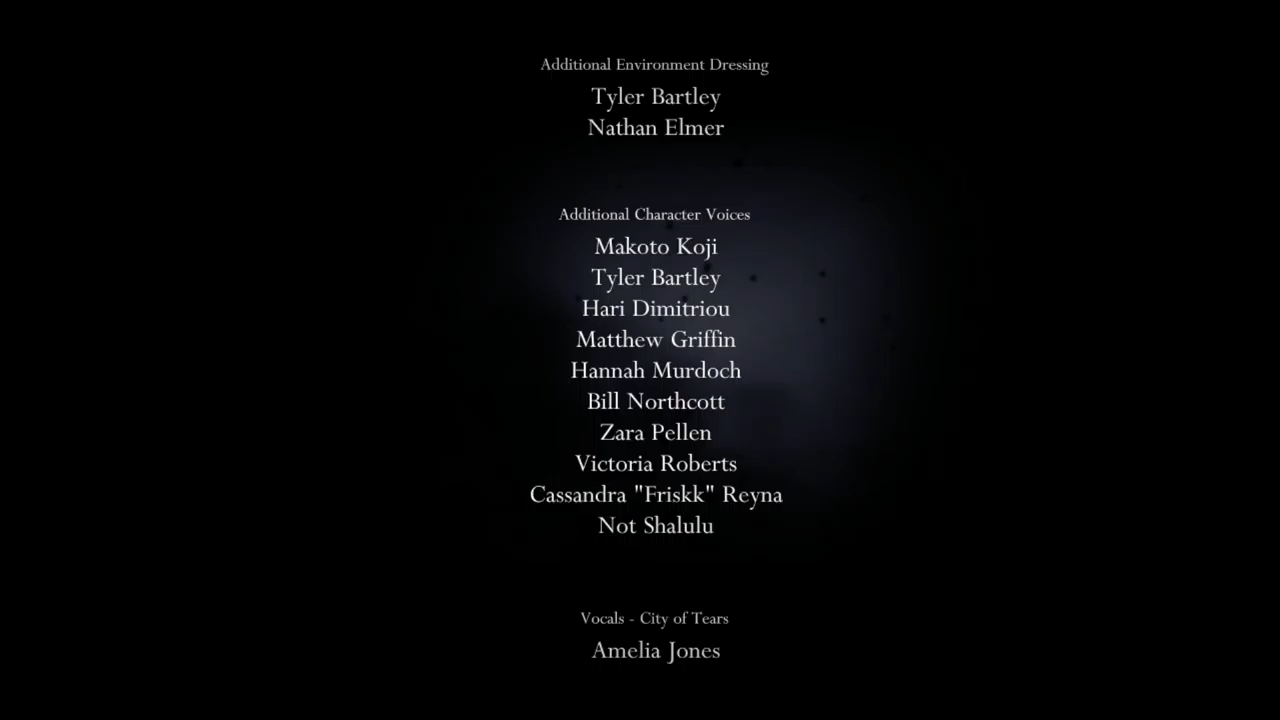 Additional Environment Dressing
Tyler Bartley
Nathan Elmer
Additional Character Voices
Makoto Koji
Tyler Bartley
Hari Dimitriou
Matthew Griffin
Hannah Murdoch
Bill Northcott
Zara Pellen
Victoria Roberts
Cassandra "Friskk" Reyna
Not Shalulu
Vocals - City of Tears
Amelia Jones